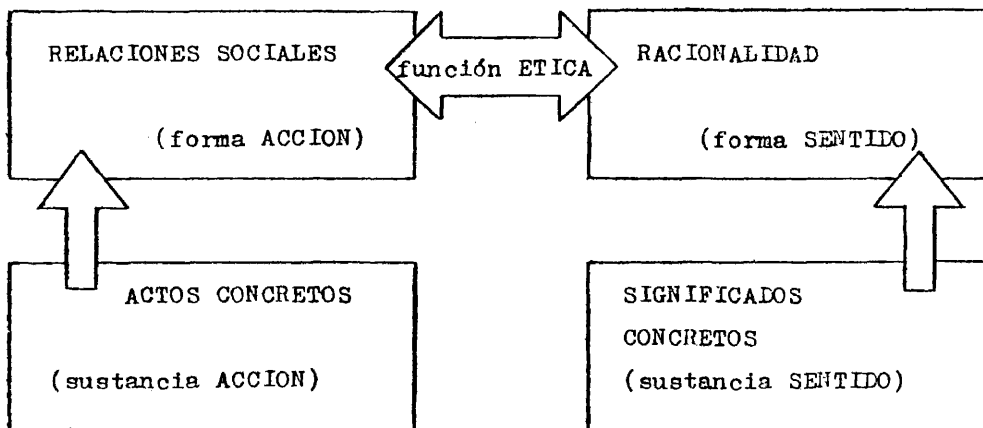 RELACIONES SOCIALES
(forma ACCION)
función ETICA
RACIONALIDAD
(forma SENTIDO)
ACTOS CONCRETOS
(sustancia ACCION)
SIGNIFICADOS
CONCRETOS
(sustancia SENTIDO)